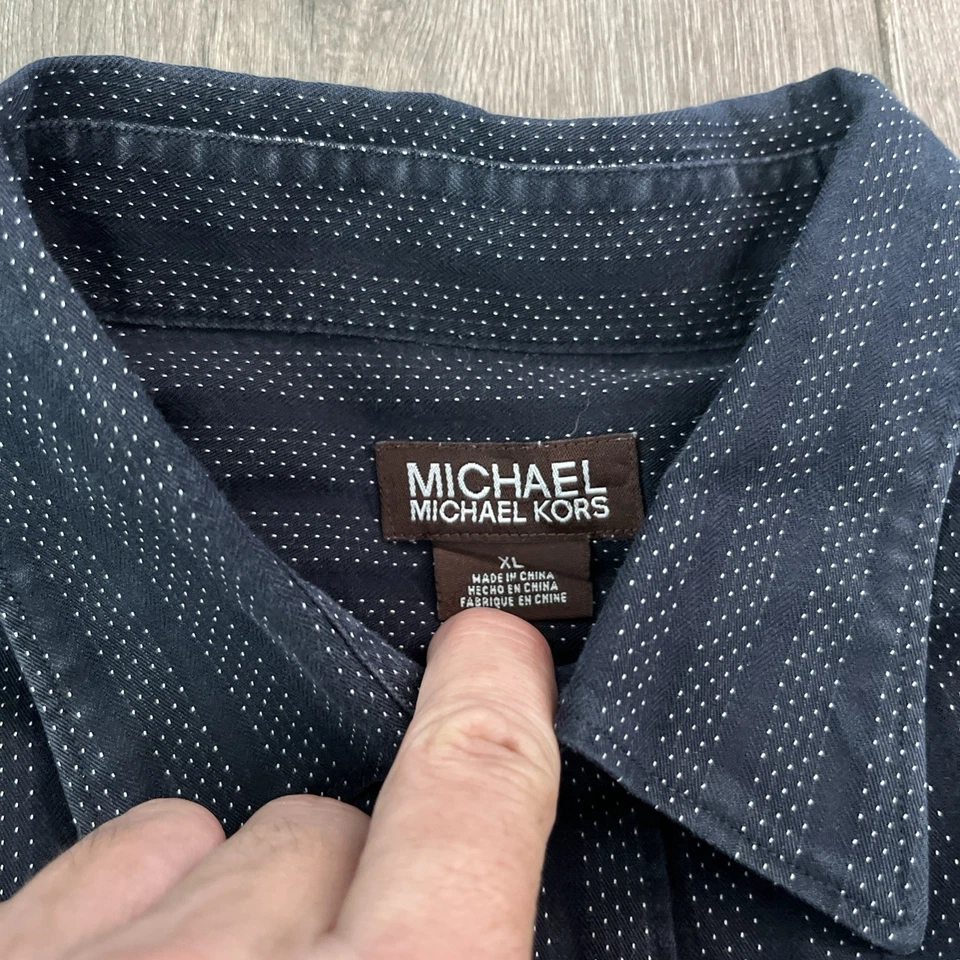 MICHAEL
MICHAEL KORS
XL
MADE IN CHINA
HECHO EN CHINA
FABRIQUE EN CHINE